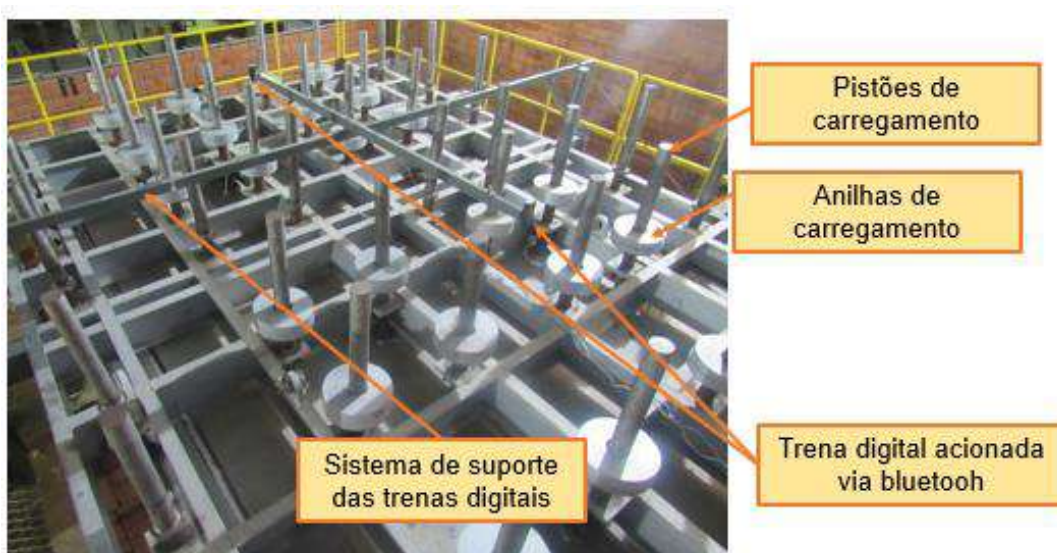 Pistões de
carregamento
Anilhas de
carregamento
Sistema de suporte
das trenas digitais
Trena digital acionada
via bluetooh